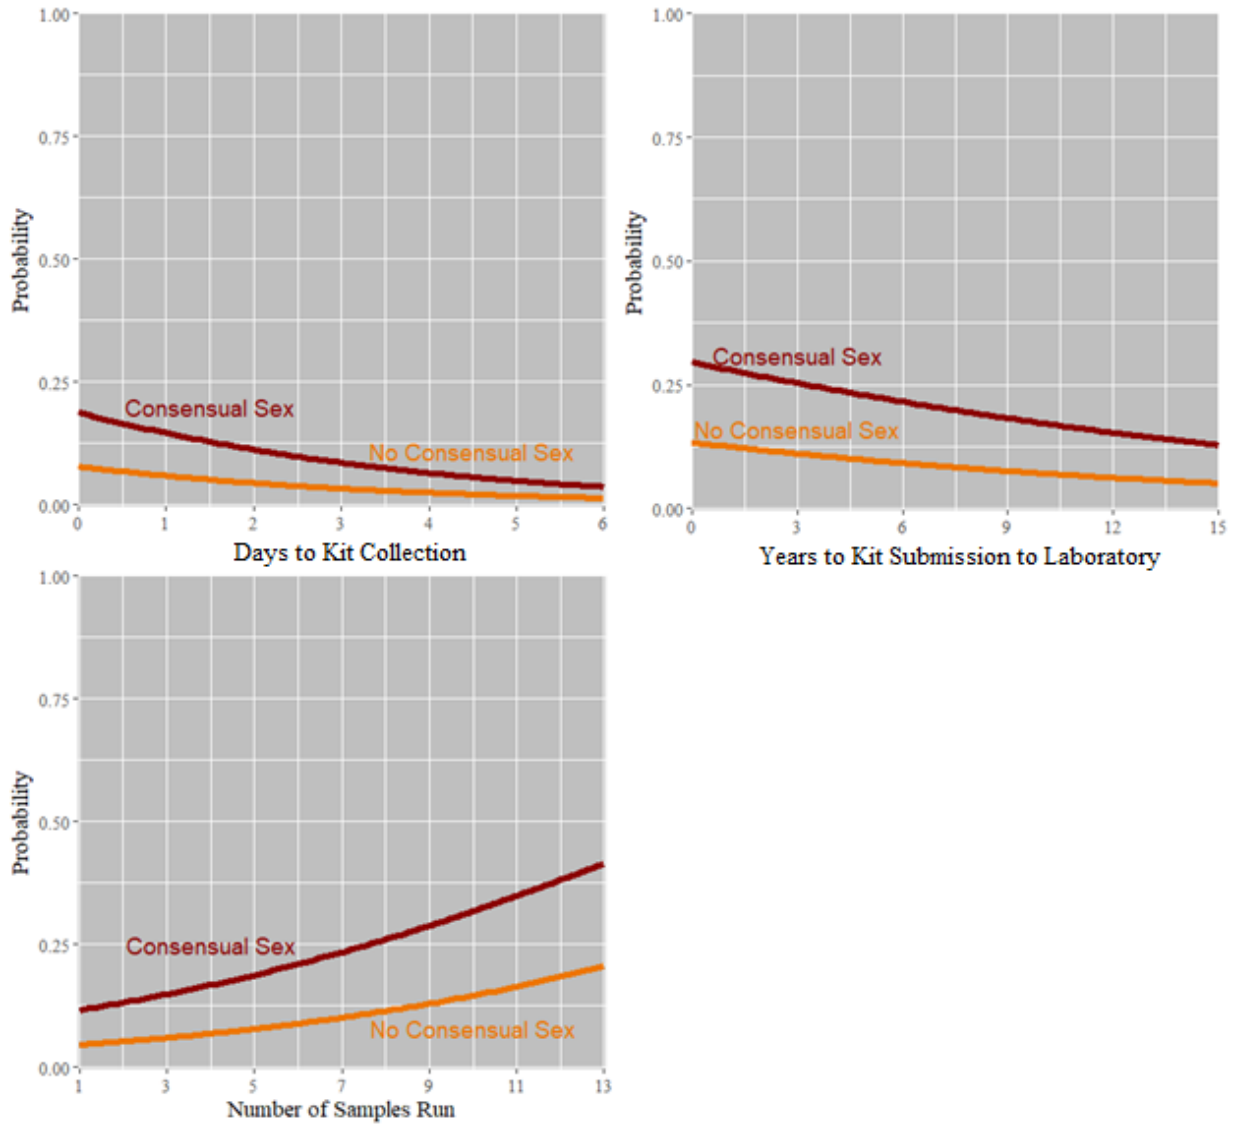 1.00
0.75
Probability
0.50
0.25
Consensual Sex
No Consensual Sex
0.00
0 1 2 3 4 5 6
Days to Kit Collection
1.00
0.75
Probability
0.50
Consensual Sex
0.25
No Consensual Sex
0.00
0 3 6 9 12 15
Years to Kit Submission to Laboratory
1.00
0.75
Probability
0.50
0.25
Consensual Sex
No Consensual Sex
0.00
1 3 5 7 9 11 13
Number of Samples Run